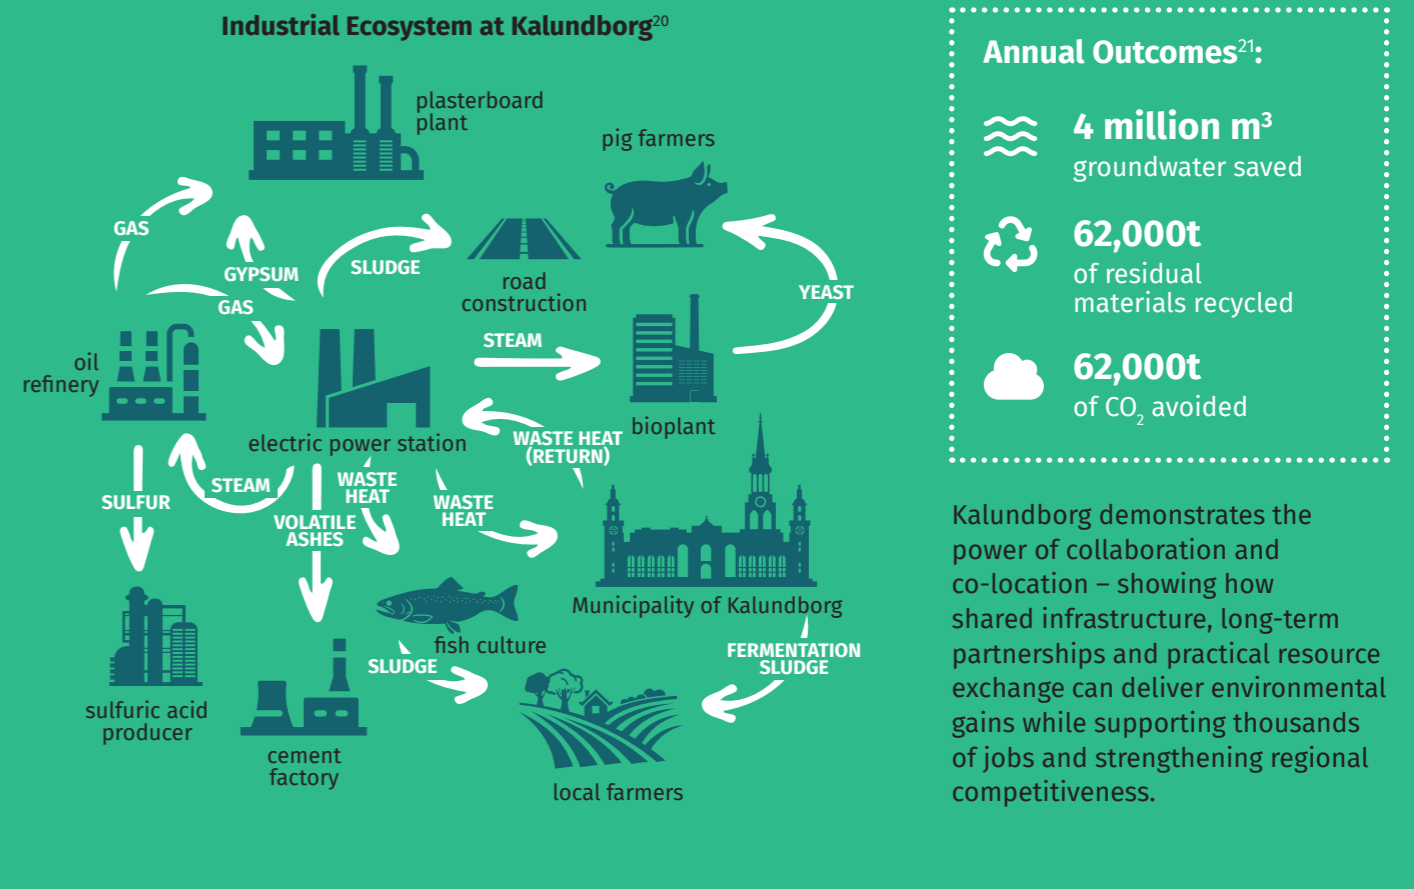 Industrial Ecosystem at Kalundborg²⁰
plasterboard
plant
pig farmers
GAS
GYPSUM
GAS
SLUDGE
road
construction
YEAST
STEAM
oil
refinery
electric power station
bioplant
WASTE HEAT
(RETURN)
SULFUR
STEAM
VOLATILE
ASHES
WASTE
HEAT
WASTE
HEAT
Municipality of Kalundborg
fish culture
SLUDGE
FERMENTATION
SLUDGE
sulfuric acid
producer
cement
factory
local farmers
Annual Outcomes²¹:
4 million m³
groundwater saved
62,000t
of residual
materials recycled
62,000t
of CO₂ avoided
Kalundborg demonstrates the
power of collaboration and
co-location – showing how
shared infrastructure, long-term
partnerships and practical resource
exchange can deliver environmental
gains while supporting thousands
of jobs and strengthening regional
competitiveness.